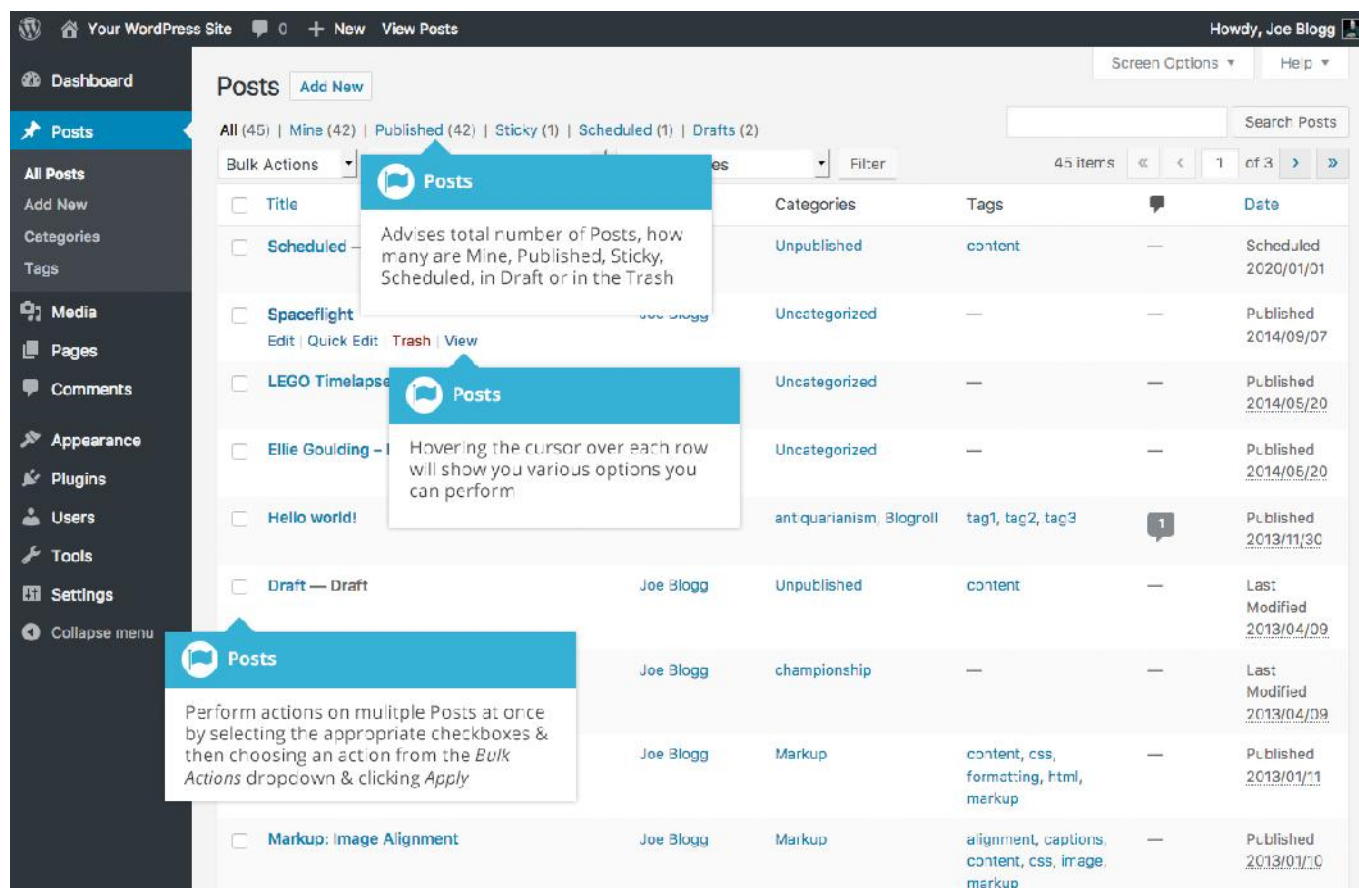 Your WordPress Site 0 + New View Posts Howdy, Joe Blogg
Dashboard
Posts
All Posts
Add New
Categories
Tags
Media
Pages
Comments
Appearance
Plugins
Users
Tools
Settings
Collapse menu
Screen Options Help
Posts Add New
All (45) | Mine (42) | Published (42) | Sticky (1) | Scheduled (1) | Drafts (2) Search Posts
Bulk Actions Filter 45 items « ‹ 1 of 3 › »
Posts
Advises total number of Posts, how
many are Mine, Published, Sticky,
Scheduled, in Draft or in the Trash
Title Categories Tags Date
Scheduled — Unpublished content — Scheduled
2020/01/01
Spaceflight Uncategorized — — Published
Edit | Quick Edit | Trash | View 2014/09/07
LEGO Timelapse Uncategorized — — Published
2014/05/20
Posts
Hovering the cursor over each row
will show you various options you
can perform
Ellie Goulding – Uncategorized — — Published
2014/05/20
Hello world! antiquarianism, Blogroll tag1, tag2, tag3 1 Published
2013/11/30
Draft — Draft Joe Blogg Unpublished content — Last
Modified
2013/04/09
Posts
Perform actions on mulitple Posts at once
by selecting the appropriate checkboxes &
then choosing an action from the Bulk
Actions dropdown & clicking Apply
Joe Blogg championship — — Last
Modified
2013/04/09
Joe Blogg Markup content, css, — Published
formatting, html, 2013/01/11
markup
Markup: Image Alignment Joe Blogg Markup alignment, captions, — Published
content, css, image, 2013/01/10
markup